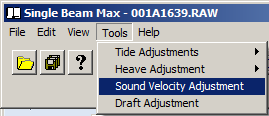 Single Beam Max - 001A1639.RAW
File Edit View Tools Help
?
Tide Adjustments
Heave Adjustment
Sound Velocity Adjustment
Draft Adjustment